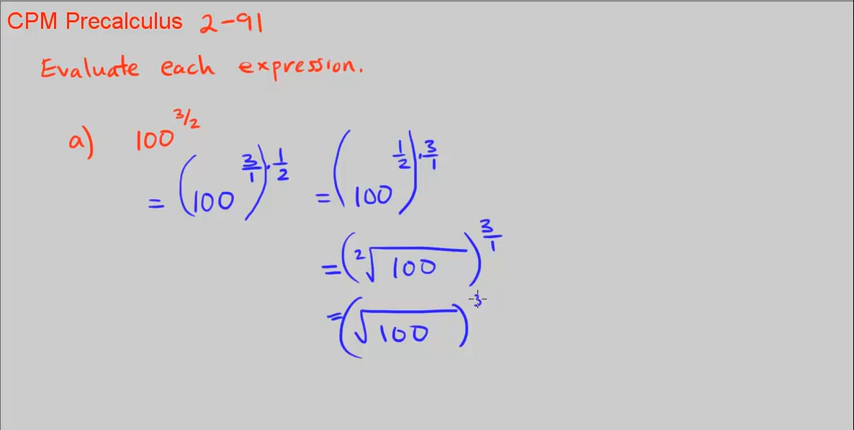 CPM Precalculus 2-91
Evaluate each expression.
a) 100^(3/2)
= (100^(3/1))^(·1/2) = (100^(1/2))^(·3/1)
= (²√100)^(3/1)
= (√100)^3